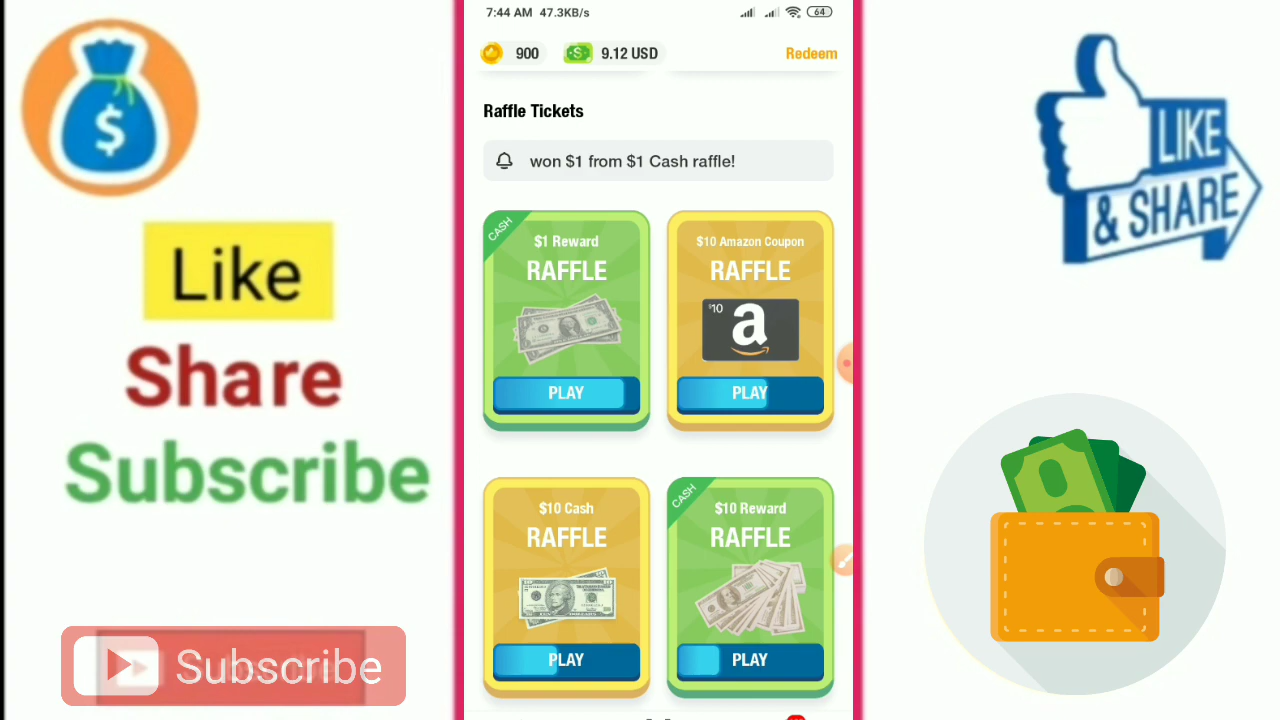 7:44 AM 47.3KB/s
64
900
9.12 USD
Redeem
Raffle Tickets
won $1 from $1 Cash raffle!
CASH
$1 Reward
RAFFLE
PLAY
$10 Amazon Coupon
RAFFLE
$10
a
PLAY
$10 Cash
RAFFLE
PLAY
CASH
$10 Reward
RAFFLE
PLAY
$
Like
Share
Subscribe
Subscribe
LIKE
& SHARE